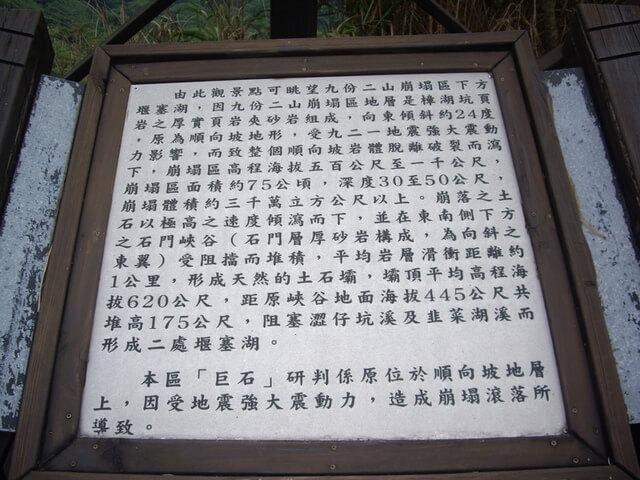 由此觀景點可眺望九份二山崩塌區下方
堰塞湖，因九份二山崩塌區地層是樟湖坑頁
岩之厚實頁岩夾砂岩組成，向東傾斜約24度
，原為順向坡地形，受九二一地震強大震動
力影響，而致整個順向坡岩體脫離破裂而瀉
下，崩塌區高程海拔五百公尺至一千公尺，
崩塌區面積約75公頃，深度30至50公尺，
崩塌體積約三千萬立方公尺以上。崩落之土
石以極高之速度傾瀉而下，並在東南側下方
之石門峽谷（石門層厚砂岩構成，為向斜之
東翼）受阻擋而堆積，平均岩層滑衝距離約
1公里，形成天然的土石壩，壩頂平均高程海
拔620公尺，距原峽谷地面海拔445公尺共
堆高175公尺，阻塞澀仔坑溪及韭菜湖溪而
形成二處堰塞湖。
本區「巨石」研判係原位於順向坡地層
上，因受地震強大震動力，造成崩塌滾落所
導致。